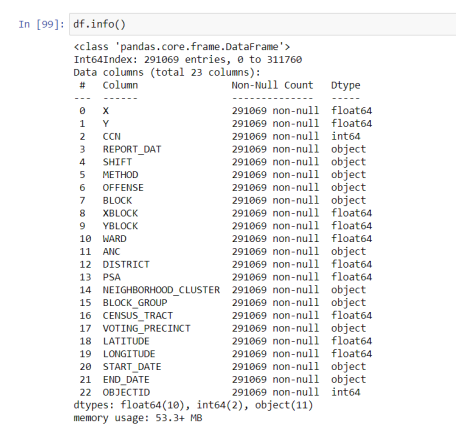 In [99]: df.info()
<class 'pandas.core.frame.DataFrame'>
Int64Index: 291069 entries, 0 to 311760
Data columns (total 23 columns):
 #   Column                Non-Null Count   Dtype
---  ------                --------------   -----
 0   X                     291069 non-null  float64
 1   Y                     291069 non-null  float64
 2   CCN                   291069 non-null  int64
 3   REPORT_DAT            291069 non-null  object
 4   SHIFT                 291069 non-null  object
 5   METHOD                291069 non-null  object
 6   OFFENSE               291069 non-null  object
 7   BLOCK                 291069 non-null  object
 8   XBLOCK                291069 non-null  float64
 9   YBLOCK                291069 non-null  float64
 10  WARD                  291069 non-null  float64
 11  ANC                   291069 non-null  object
 12  DISTRICT              291069 non-null  float64
 13  PSA                   291069 non-null  float64
 14  NEIGHBORHOOD_CLUSTER  291069 non-null  object
 15  BLOCK_GROUP           291069 non-null  object
 16  CENSUS_TRACT          291069 non-null  float64
 17  VOTING_PRECINCT       291069 non-null  object
 18  LATITUDE              291069 non-null  float64
 19  LONGITUDE             291069 non-null  float64
 20  START_DATE            291069 non-null  object
 21  END_DATE              291069 non-null  object
 22  OBJECTID              291069 non-null  int64
dtypes: float64(10), int64(2), object(11)
memory usage: 53.3+ MB